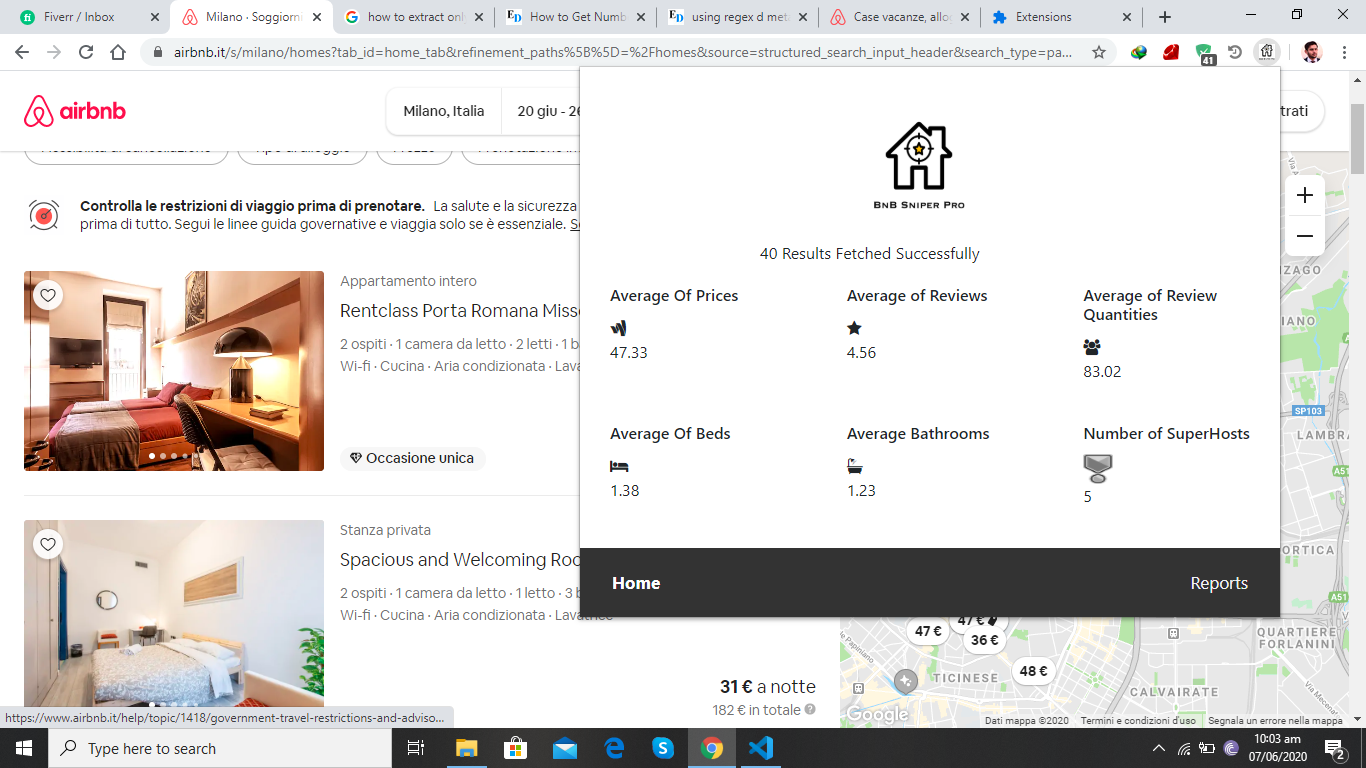 Fiverr / Inbox
Milano · Soggiorni
how to extract onl
How to Get Numb
using regex d met
Case vacanze, allo
Extensions
airbnb.it/s/milano/homes?tab_id=home_tab&refinement_paths%5B%5D=%2Fhomes&source=structured_search_input_header&search_type=pa...
41
airbnb
Milano, Italia
20 giu - 26
trati
Controlla le restrizioni di viaggio prima di prenotare. La salute e la sicurezza
prima di tutto. Segui le linee guida governative e viaggia solo se è essenziale.
Appartamento intero
Rentclass Porta Romana Misso
2 ospiti · 1 camera da letto · 2 letti · 1 b
Wi-fi · Cucina · Aria condizionata · Lava
Occasione unica
Stanza privata
Spacious and Welcoming Roo
2 ospiti · 1 camera da letto · 1 letto · 3 b
Wi-fi · Cucina · Aria condizionata · Lavatrice
31 € a notte
182 € in totale
BnB Sniper Pro
40 Results Fetched Successfully
Average Of Prices
47.33
Average of Reviews
4.56
Average of Review
Quantities
83.02
Average Of Beds
1.38
Average Bathrooms
1.23
Number of SuperHosts
5
Home
Reports
+
−
ZAGO
IANO
SP103
LAMBRA
A51
ORTICA
A51
QUARTIERE
FORLANINI
47 €
47 €
36 €
48 €
TICINESE
CALVAIRATE
Google
Dati mappa ©2020
Termini e condizioni d'uso
Segnala un errore nella mappa
https://www.airbnb.it/help/topic/1418/government-travel-restrictions-and-adviso...
Type here to search
10:03 am
07/06/2020
2